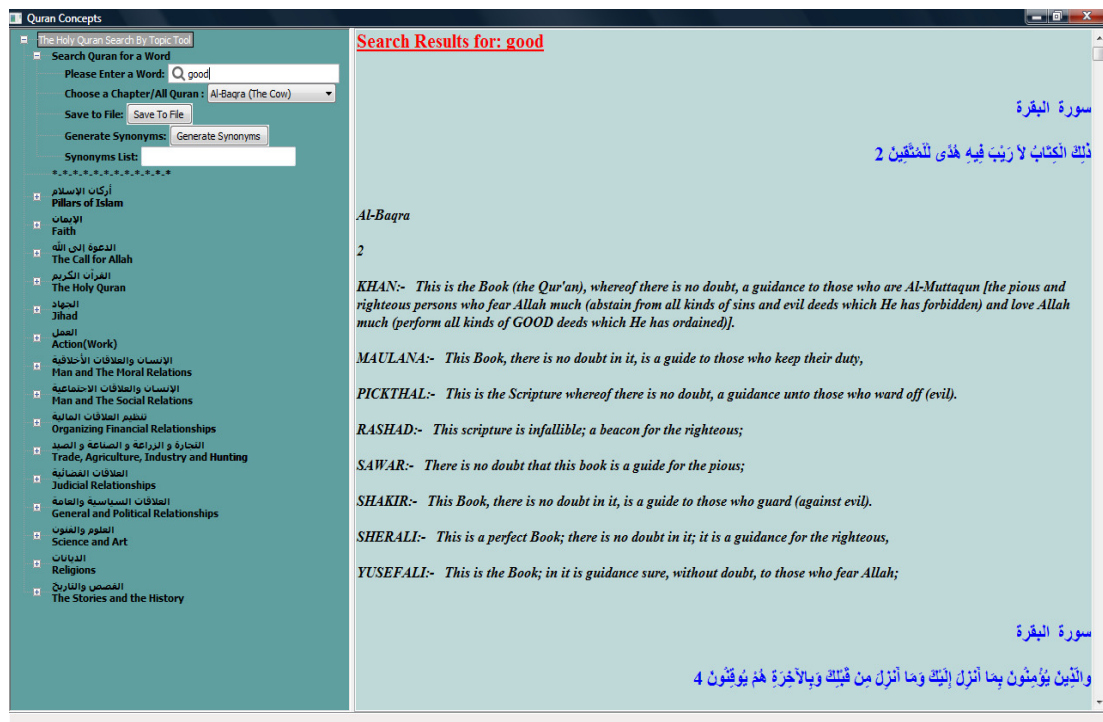 Quran Concepts
The Holy Quran Search By Topic Tool
Search Quran for a Word
Please Enter a Word: good
Choose a Chapter/All Quran : Al-Baqra (The Cow)
Save to File: Save To File
Generate Synonyms: Generate Synonyms
Synonyms List:
*-*-*-*-*-*-*-*-*-*-*-*-*
أركان الإسلام
Pillars of Islam
الإيمان
Faith
الدعوة إلى الله
The Call for Allah
القرآن الكريم
The Holy Quran
الجهاد
Jihad
العمل
Action(Work)
الإنسان والعلاقات الأخلاقية
Man and The Moral Relations
الإنسان والعلاقات الاجتماعية
Man and The Social Relations
تنظيم العلاقات المالية
Organizing Financial Relationships
التجارة و الزراعة و الصناعة و الصيد
Trade, Agriculture, Industry and Hunting
العلاقات القضائية
Judicial Relationships
العلاقات السياسية والعامة
General and Political Relationships
العلوم والفنون
Science and Art
الديانات
Religions
القصص والتاريخ
The Stories and the History
Search Results for: good
سورة البقرة
ذَلِكَ الْكِتَابُ لاَ رَيْبَ فِيهِ هُدًى لِّلْمُتَّقِينَ 2
Al-Baqra
2
KHAN:- This is the Book (the Qur'an), whereof there is no doubt, a guidance to those who are Al-Muttaqun [the pious and
righteous persons who fear Allah much (abstain from all kinds of sins and evil deeds which He has forbidden) and love Allah
much (perform all kinds of GOOD deeds which He has ordained)].
MAULANA:- This Book, there is no doubt in it, is a guide to those who keep their duty,
PICKTHAL:- This is the Scripture whereof there is no doubt, a guidance unto those who ward off (evil).
RASHAD:- This scripture is infallible; a beacon for the righteous;
SAWAR:- There is no doubt that this book is a guide for the pious;
SHAKIR:- This Book, there is no doubt in it, is a guide to those who guard (against evil).
SHERALI:- This is a perfect Book; there is no doubt in it; it is a guidance for the righteous,
YUSEFALI:- This is the Book; in it is guidance sure, without doubt, to those who fear Allah;
سورة البقرة
والَّذِينَ يُؤْمِنُونَ بِمَا أُنزِلَ إِلَيْكَ وَمَا أُنزِلَ مِن قَبْلِكَ وَبِالآخِرَةِ هُمْ يُوقِنُونَ 4